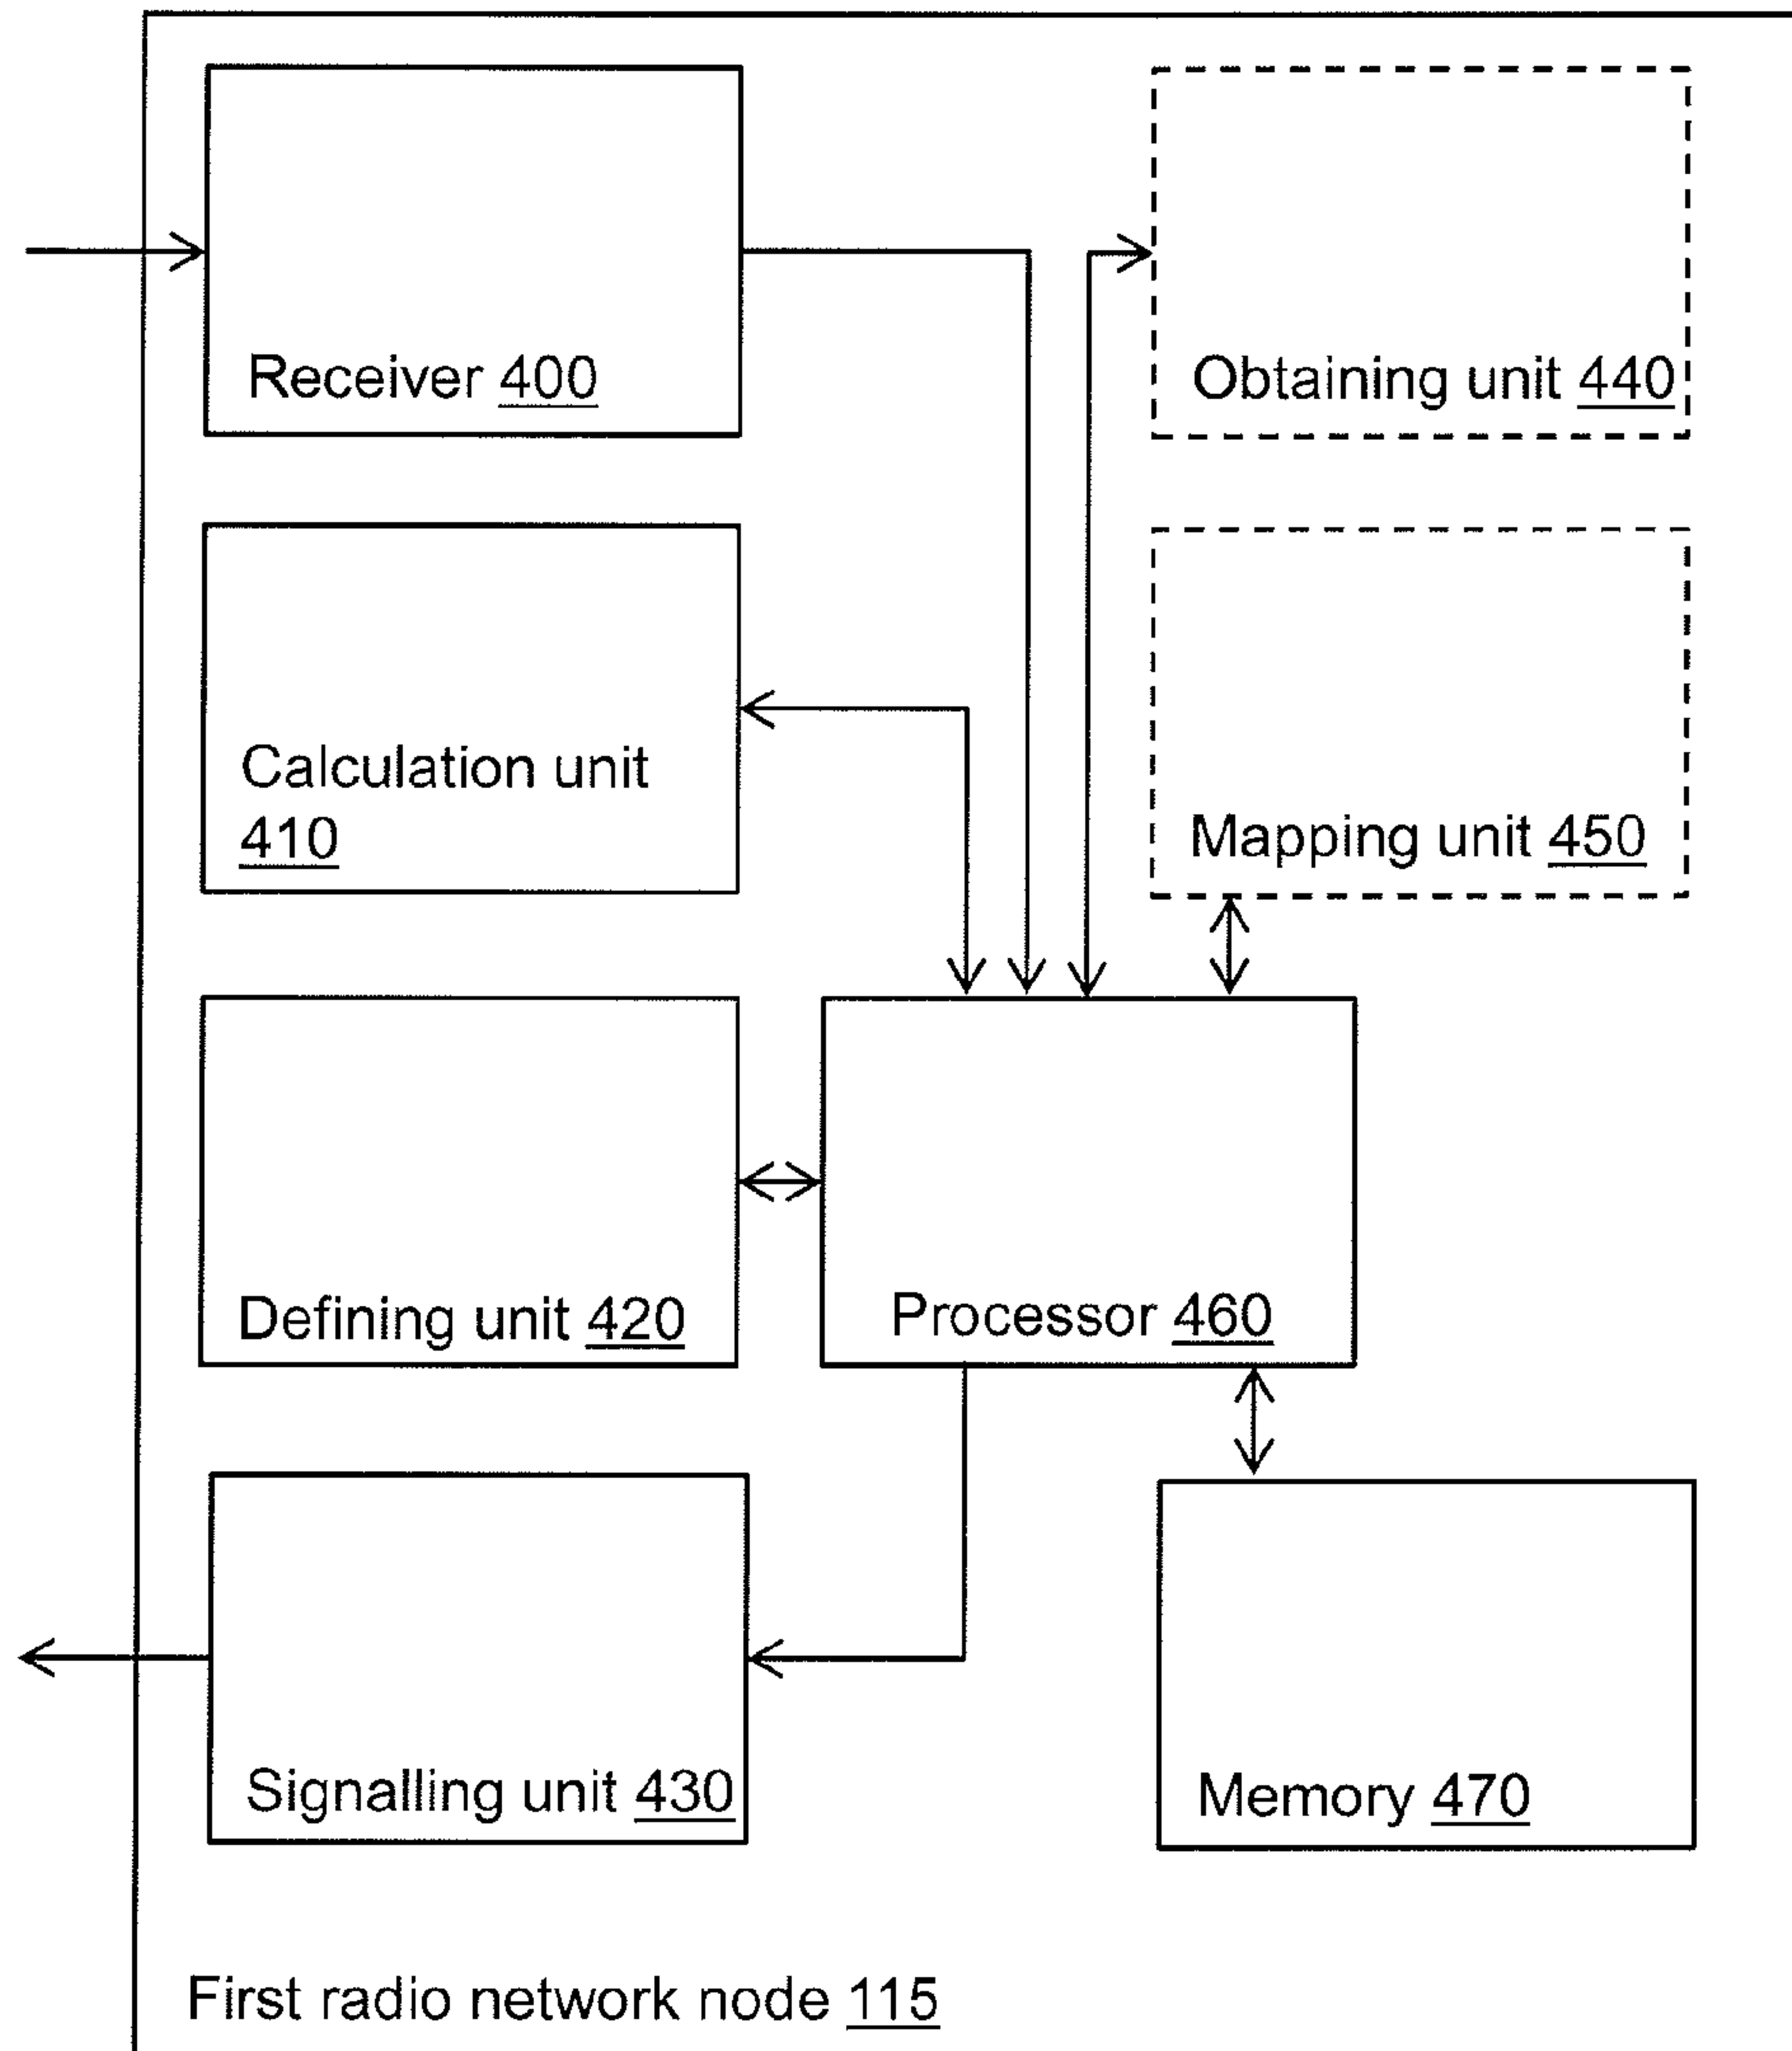 Receiver 400
Obtaining unit 440
Calculation unit
410
Mapping unit 450
Defining unit 420
Processor 460
Signalling unit 430
Memory 470
First radio network node 115